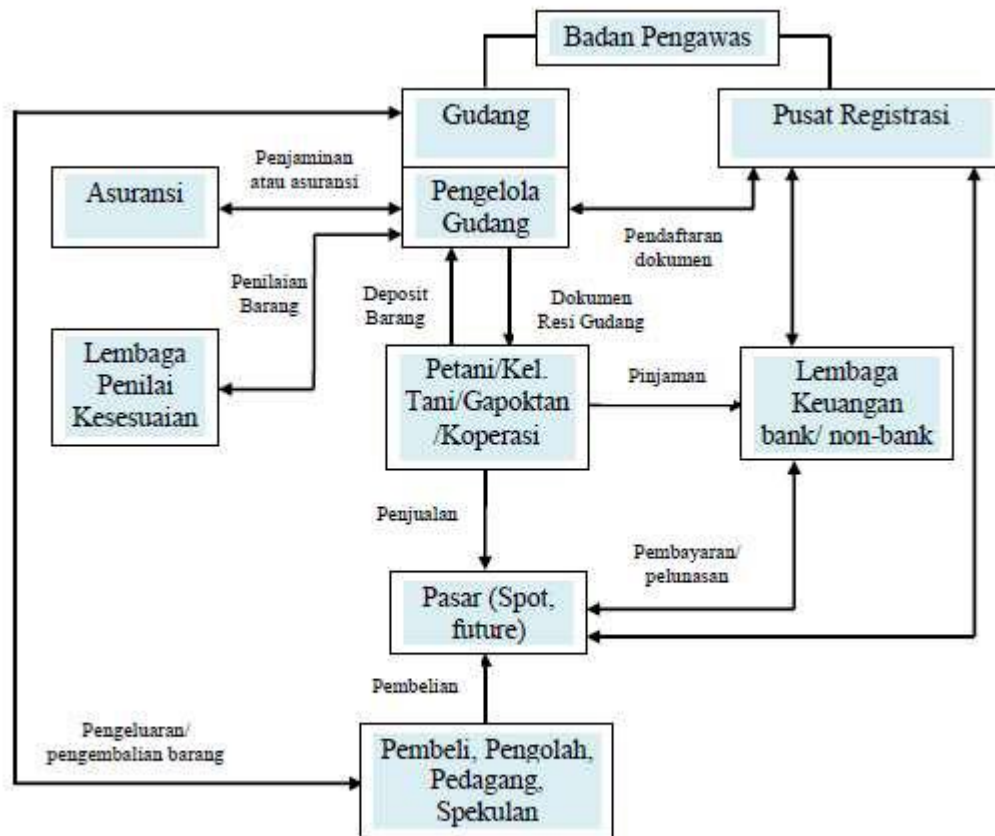 Badan Pengawas
Gudang
Pusat Registrasi
Penjaminan
atau asuransi
Asuransi
Pengelola
Gudang
Pendaftaran
dokumen
Penilaian
Barang
Deposit
Barang
Dokumen
Resi Gudang
Lembaga
Penilai
Kesesuaian
Petani/Kel.
Tani/Gapoktan
/Koperasi
Pinjaman
Lembaga
Keuangan
bank/ non-bank
Penjualan
Pembayaran/
pelunasan
Pasar (Spot,
future)
Pembelian
Pengeluaran/
pengembalian barang
Pembeli, Pengolah,
Pedagang,
Spekulan